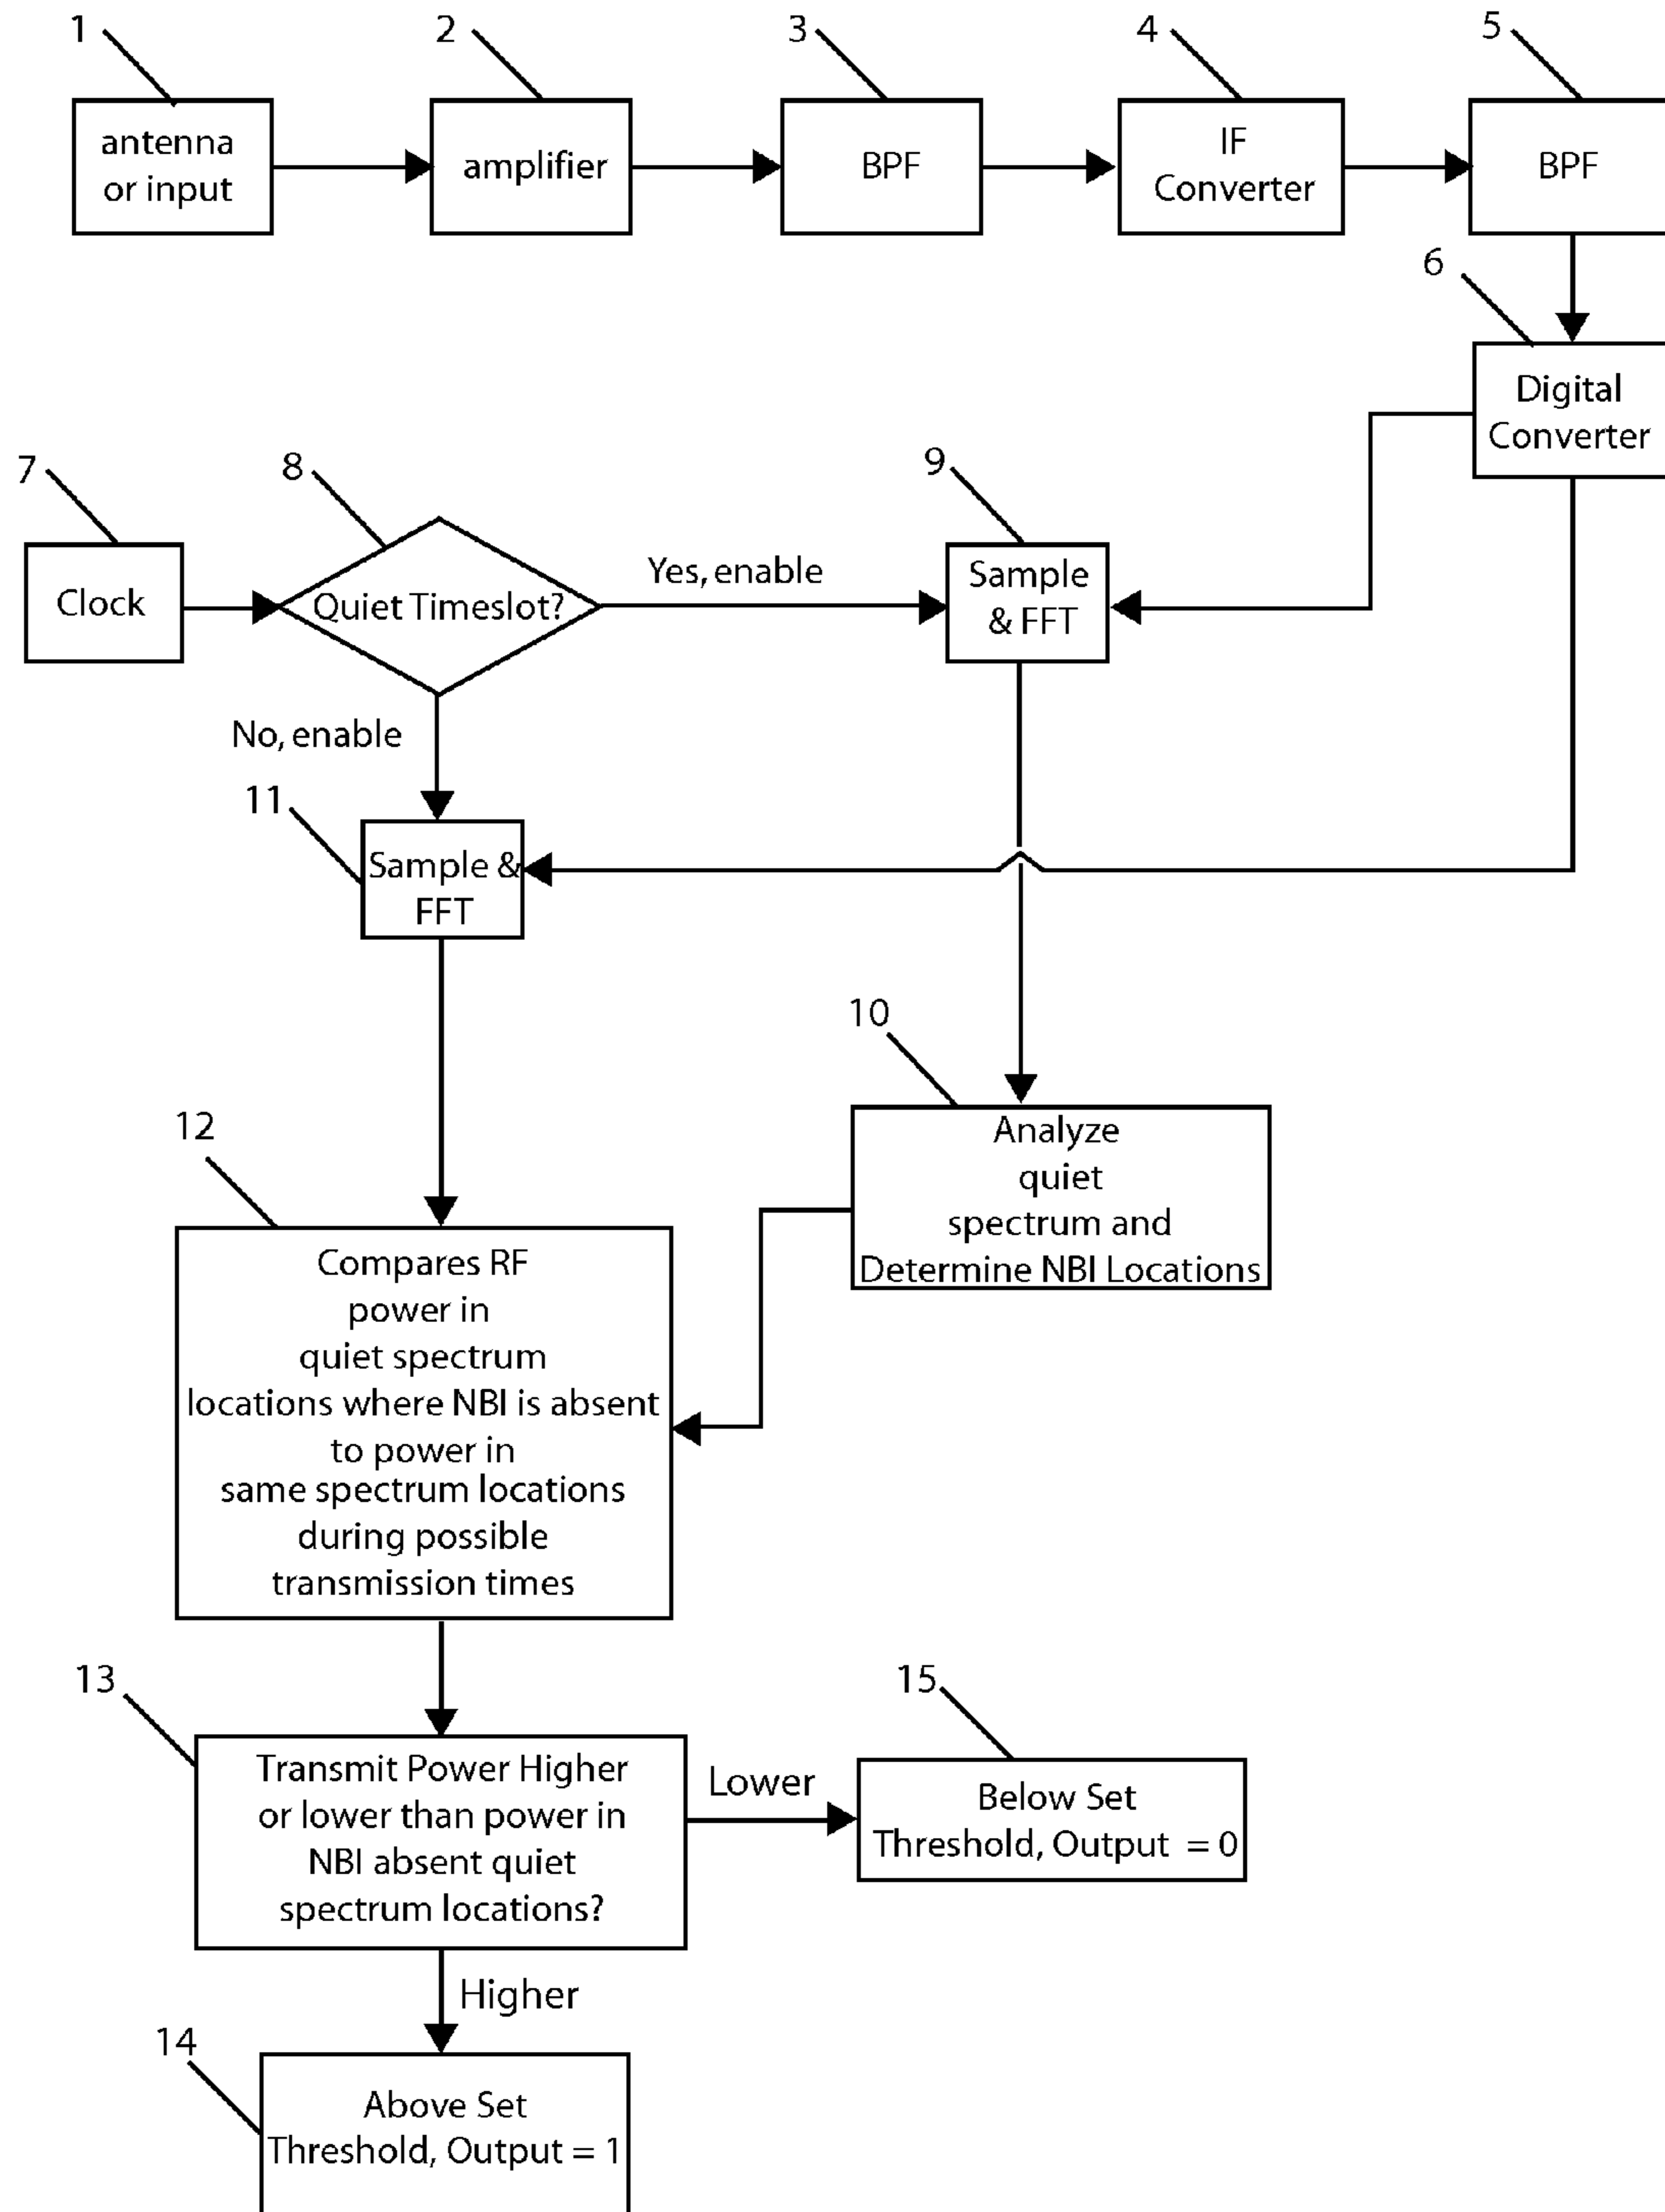 1
2
3
4
5
antenna
or input
amplifier
BPF
IF
Converter
BPF
6
Digital
Converter
7
8
9
Clock
Quiet Timeslot?
Yes, enable
Sample
& FFT
No, enable
11
Sample &
FFT
10
Analyze
quiet
spectrum and
Determine NBI Locations
12
Compares RF
power in
quiet spectrum
locations where NBI is absent
to power in
same spectrum locations
during possible
transmission times
13
Transmit Power Higher
or lower than power in
NBI absent quiet
spectrum locations?
Lower
15
Below Set
Threshold, Output = 0
Higher
14
Above Set
Threshold, Output = 1